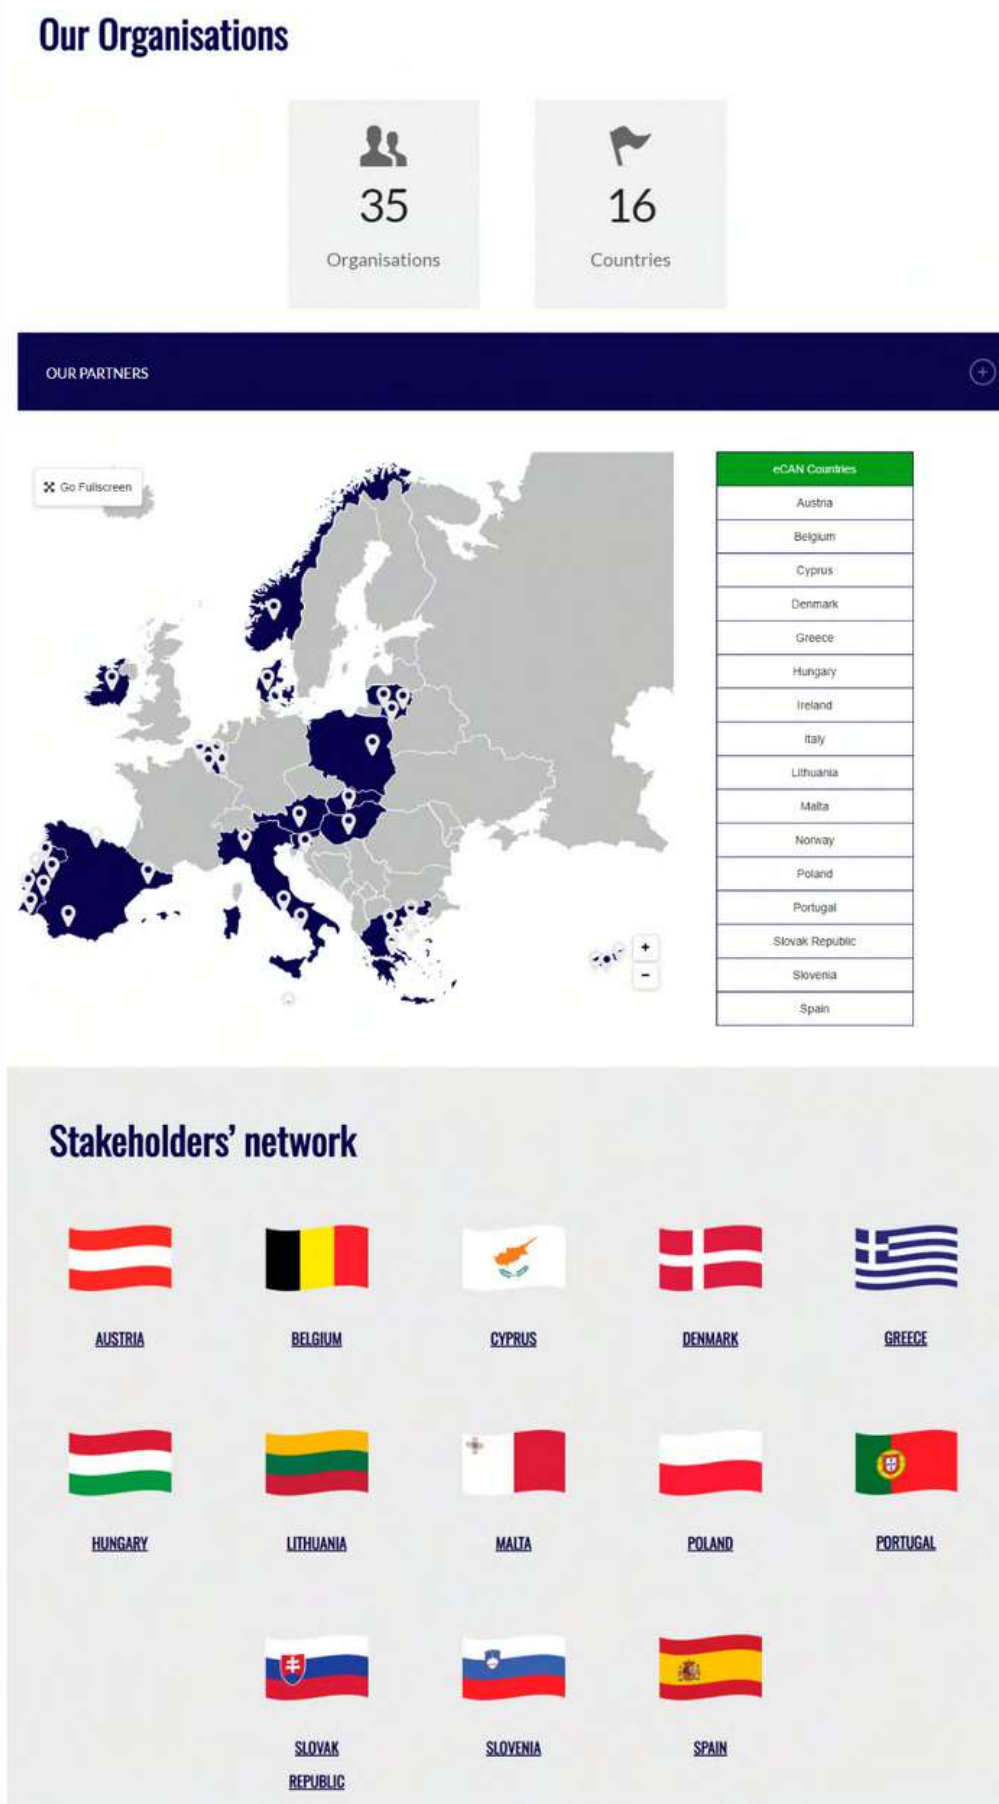 Our Organisations
35
Organisations
16
Countries
OUR PARTNERS
Go Fullscreen
eCAN Countries
Austria
Belgium
Cyprus
Denmark
Greece
Hungary
Ireland
Italy
Lithuania
Malta
Norway
Poland
Portugal
Slovak Republic
Slovenia
Spain
+
−
Stakeholders' network
AUSTRIA
BELGIUM
CYPRUS
DENMARK
GREECE
HUNGARY
LITHUANIA
MALTA
POLAND
PORTUGAL
SLOVAK
REPUBLIC
SLOVENIA
SPAIN